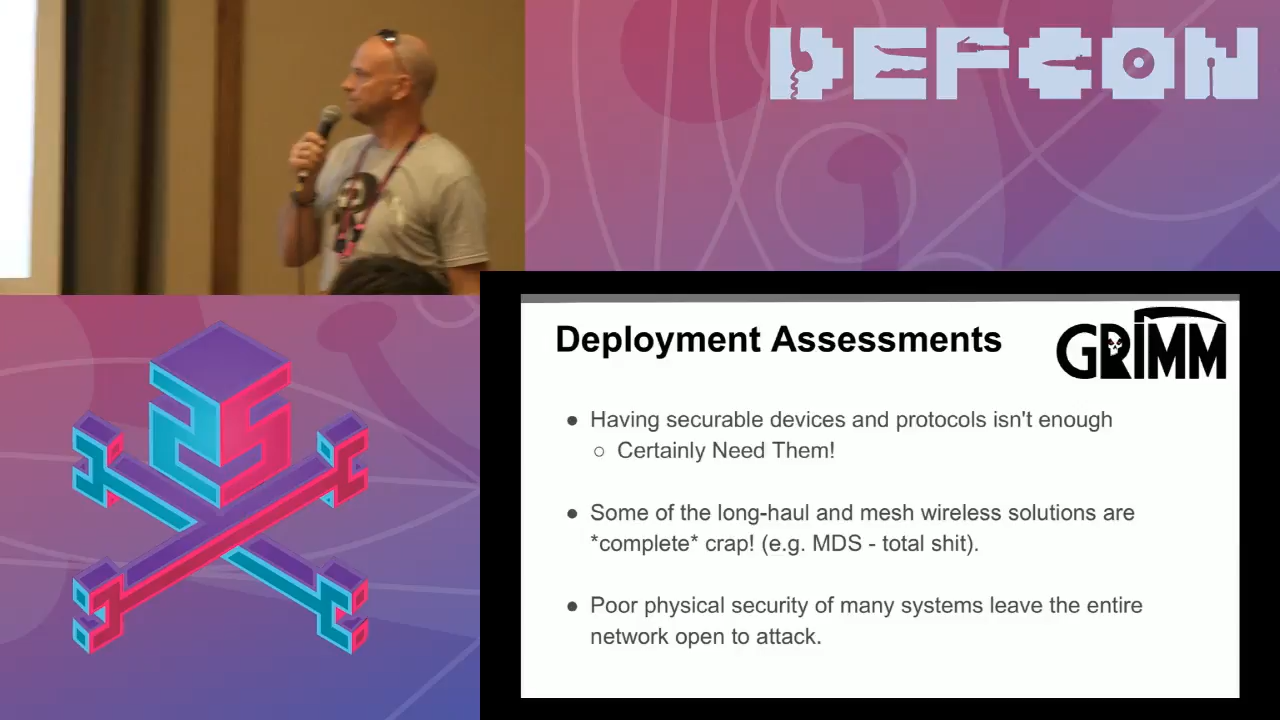 DEFCON
25
Deployment Assessments
GRIMM
● Having securable devices and protocols isn't enough
○ Certainly Need Them!
● Some of the long-haul and mesh wireless solutions are
*complete* crap! (e.g. MDS - total shit).
● Poor physical security of many systems leave the entire
network open to attack.